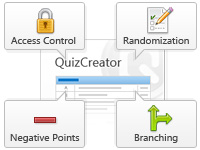 Access Control
Randomization
QuizCreator
Negative Points
Branching